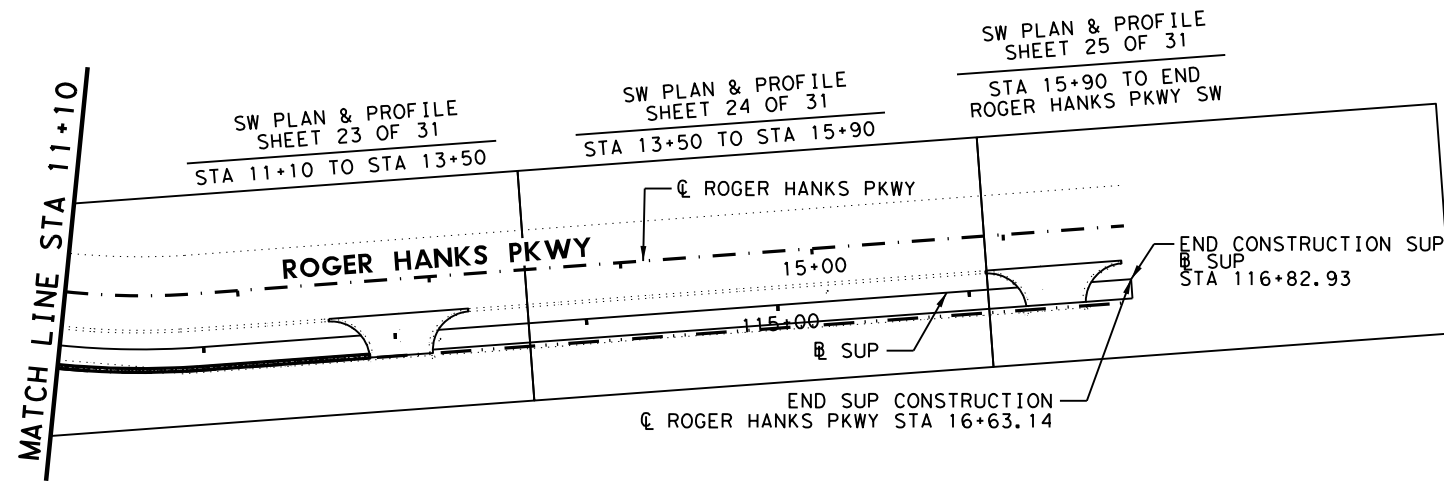 MATCH LINE STA 11+10
SW PLAN & PROFILE
SHEET 23 OF 31
STA 11+10 TO STA 13+50
SW PLAN & PROFILE
SHEET 24 OF 31
STA 13+50 TO STA 15+90
SW PLAN & PROFILE
SHEET 25 OF 31
STA 15+90 TO END
ROGER HANKS PKWY SW
℄ ROGER HANKS PKWY
ROGER HANKS PKWY
15+00
115+00
END CONSTRUCTION SUP
BL SUP
STA 116+82.93
BL SUP
END SUP CONSTRUCTION
℄ ROGER HANKS PKWY STA 16+63.14